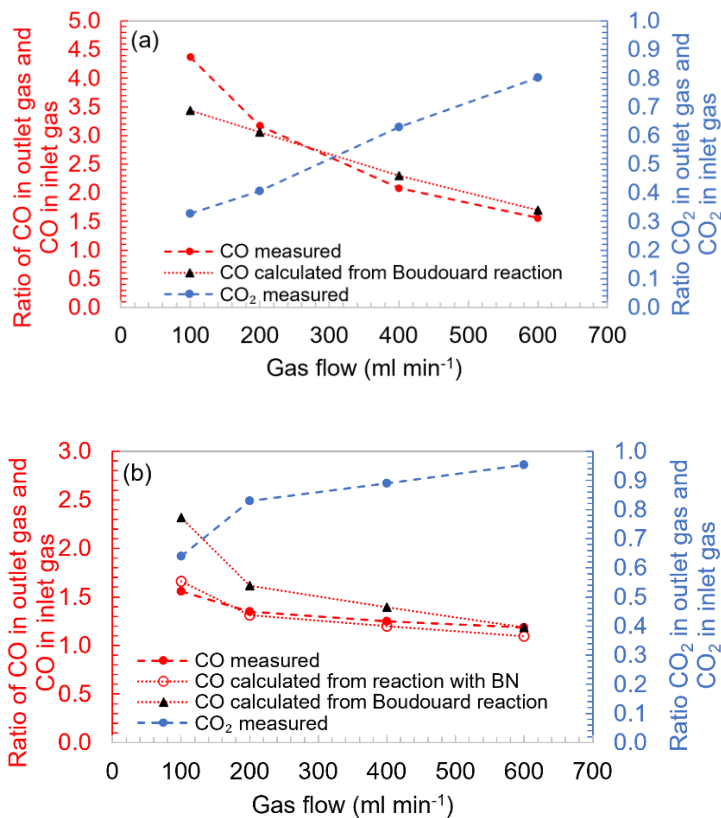 (a)
Ratio of CO in outlet gas and
CO in inlet gas
5.0
4.5
4.0
3.5
3.0
2.5
2.0
1.5
1.0
0.5
0.0
CO measured
CO calculated from Boudouard reaction
CO₂ measured
1.0
0.9
0.8
0.7
0.6
0.5
0.4
0.3
0.2
0.1
0.0
Ratio CO₂ in outlet gas and
CO₂ in inlet gas
0 100 200 300 400 500 600 700
Gas flow (ml min⁻¹)
(b)
Ratio of CO in outlet gas and
CO in inlet gas
3.0
2.5
2.0
1.5
1.0
0.5
0.0
CO measured
CO calculated from reaction with BN
CO calculated from Boudouard reaction
CO₂ measured
1.0
0.9
0.8
0.7
0.6
0.5
0.4
0.3
0.2
0.1
0.0
Ratio CO₂ in outlet gas and
CO₂ in inlet gas
0 100 200 300 400 500 600 700
Gas flow (ml min⁻¹)